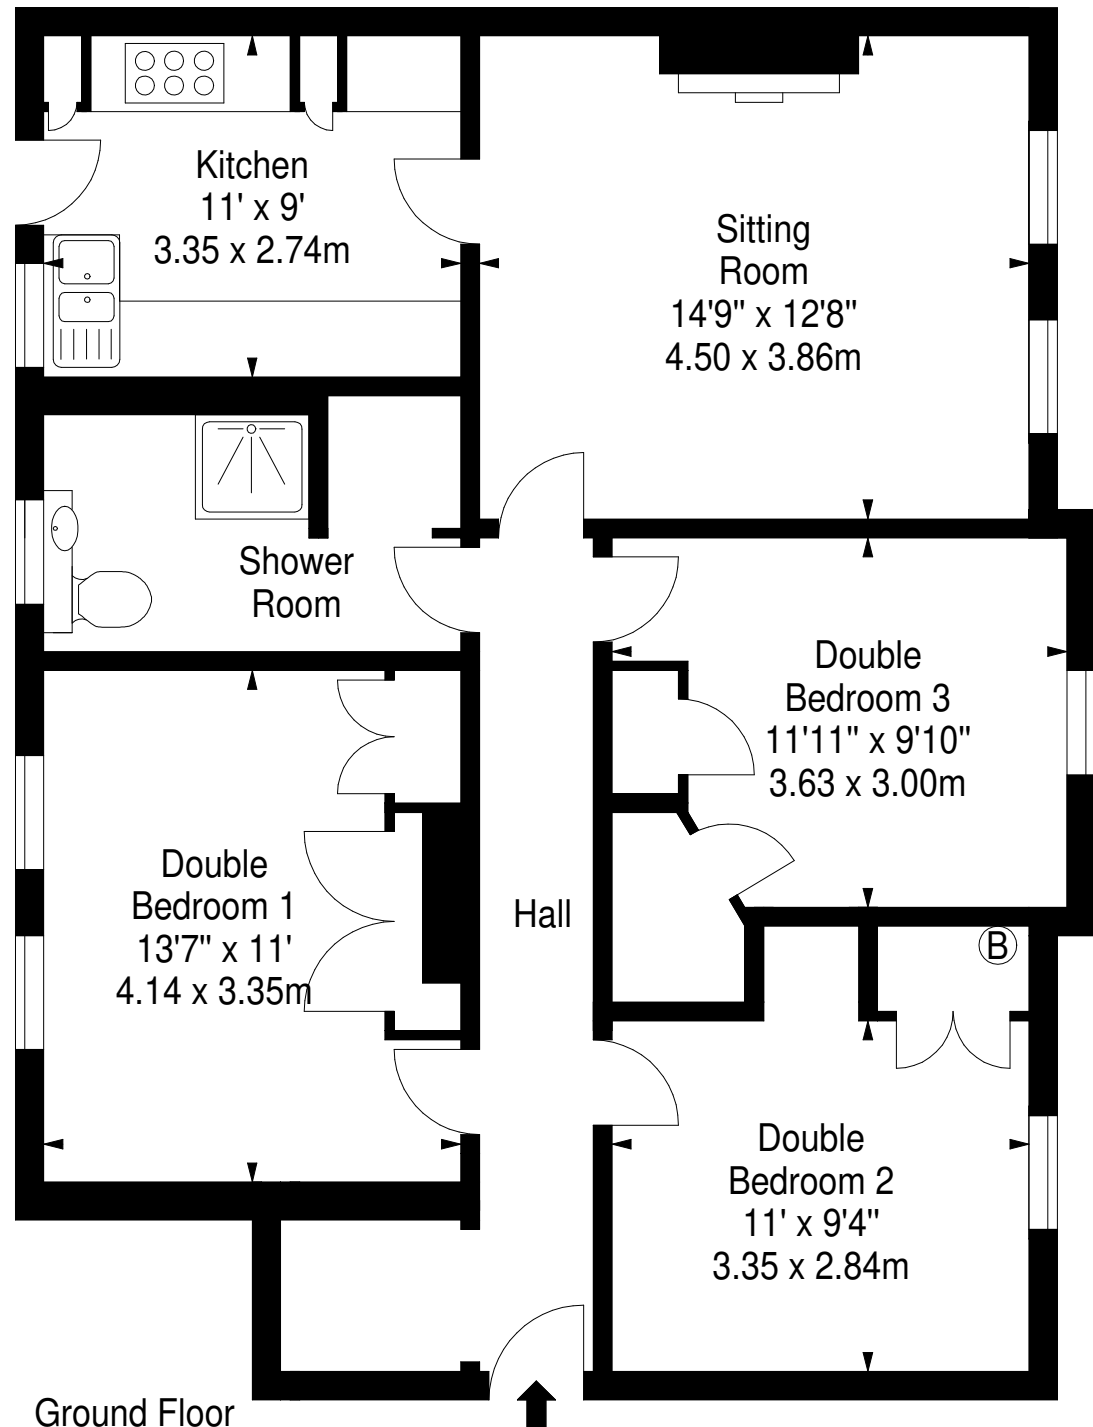 Kitchen
11' x 9'
3.35 x 2.74m
Sitting
Room
14'9" x 12'8"
4.50 x 3.86m
Shower
Room
Double
Bedroom 3
11'11" x 9'10"
3.63 x 3.00m
Double
Bedroom 1
13'7" x 11'
4.14 x 3.35m
Hall
B
Double
Bedroom 2
11' x 9'4"
3.35 x 2.84m
Ground Floor